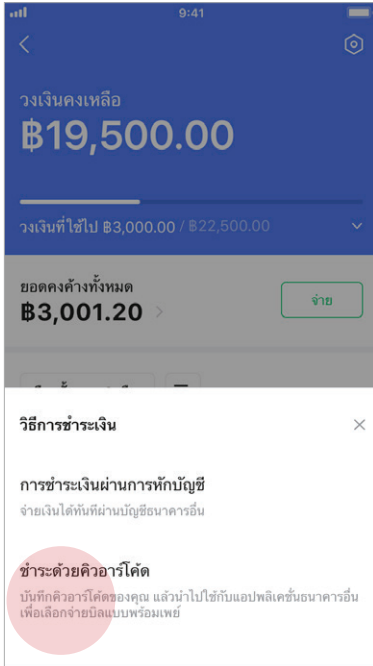 9:41
วงเงินคงเหลือ
฿19,500.00
วงเงินที่ใช้ไป ฿3,000.00 / ฿22,500.00
ยอดคงค้างทั้งหมด
฿3,001.20
จ่าย
วิธีการชำระเงิน
การชำระเงินผ่านการหักบัญชี
จ่ายเงินได้ทันทีผ่านบัญชีธนาคารอื่น
ชำระด้วยคิวอาร์โค้ด
บันทึกคิวอาร์โค้ดของคุณ แล้วนำไปใช้กับแอปพลิเคชั่นธนาคารอื่น
เพื่อเลือกจ่ายบิลแบบพร้อมเพย์